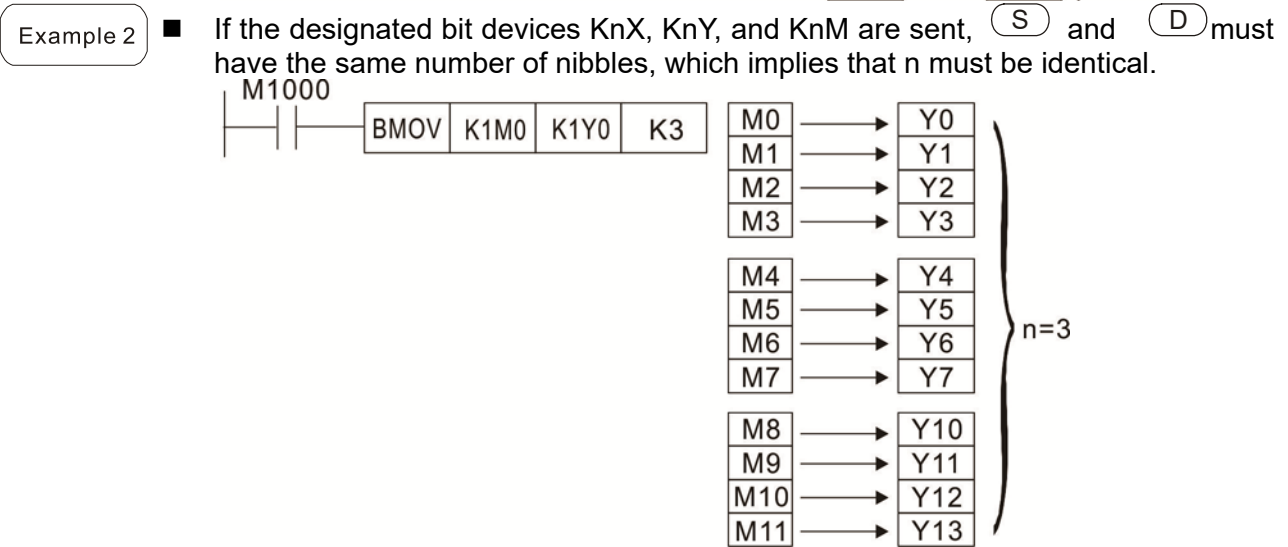 Example 2 ■ If the designated bit devices KnX, KnY, and KnM are sent, S and D must
have the same number of nibbles, which implies that n must be identical.
M1000
BMOV K1M0 K1Y0 K3
M0 Y0
M1 Y1
M2 Y2
M3 Y3
M4 Y4
M5 Y5
M6 Y6
M7 Y7
n=3
M8 Y10
M9 Y11
M10 Y12
M11 Y13